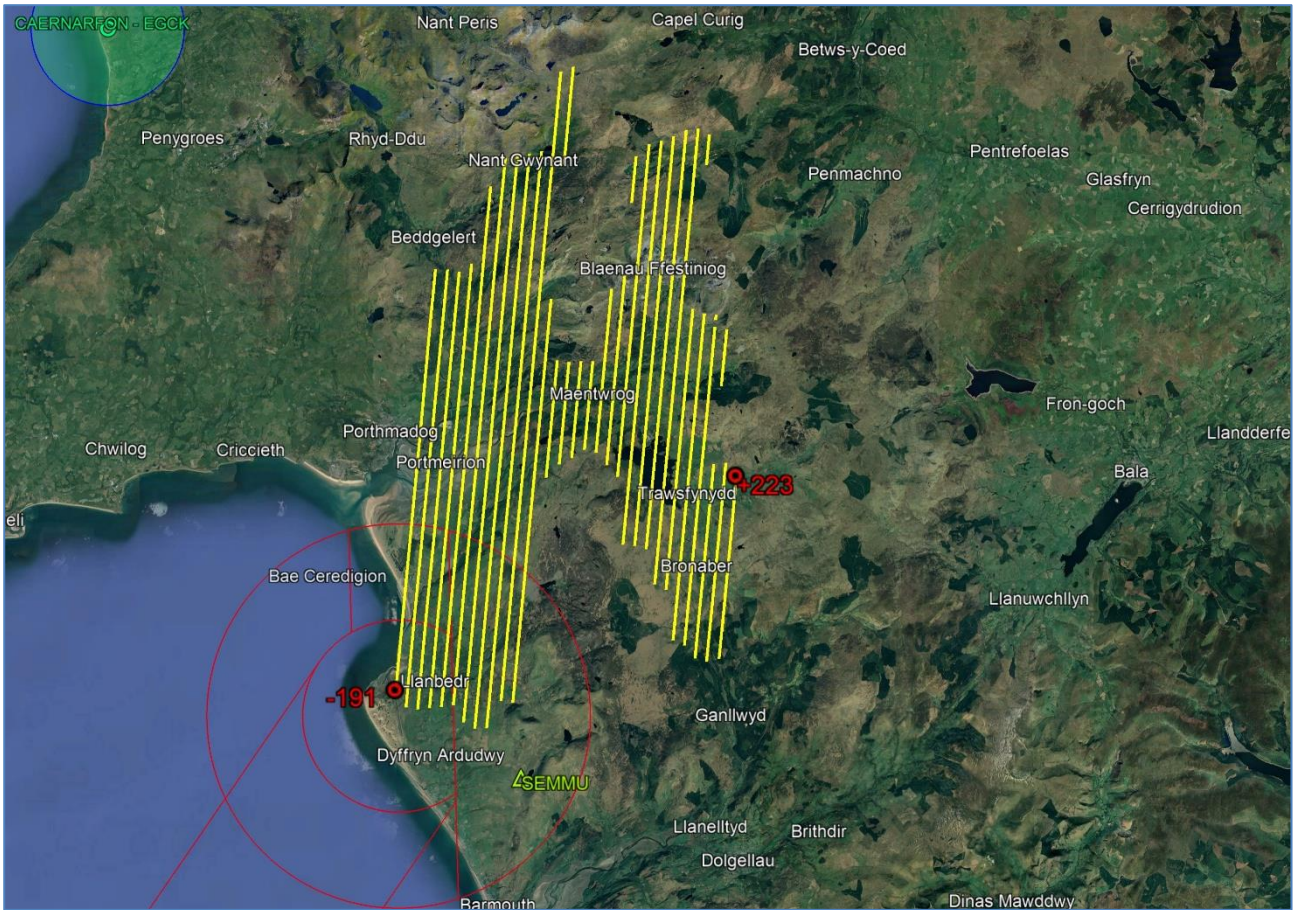 CAERNARFON - EGCK
Nant Peris
Capel Curig
Betws-y-Coed
Penygroes
Rhyd-Ddu
Nant Gwynant
Pentrefoelas
Penmachno
Glasfryn
Cerrigydrudion
Beddgelert
Blaenau Ffestiniog
Maentwrog
Fron-goch
Porthmadog
Llandderfe
Chwilog
Criccieth
Portmeirion
Bala
Trawsfynydd
+223
eli
Bronaber
Bae Ceredigion
Llanuwchllyn
Llanbedr
-191
Ganllwyd
Dyffryn Ardudwy
SEMMU
Llanelltyd
Brithdir
Dolgellau
Barmouth
Dinas Mawddwy